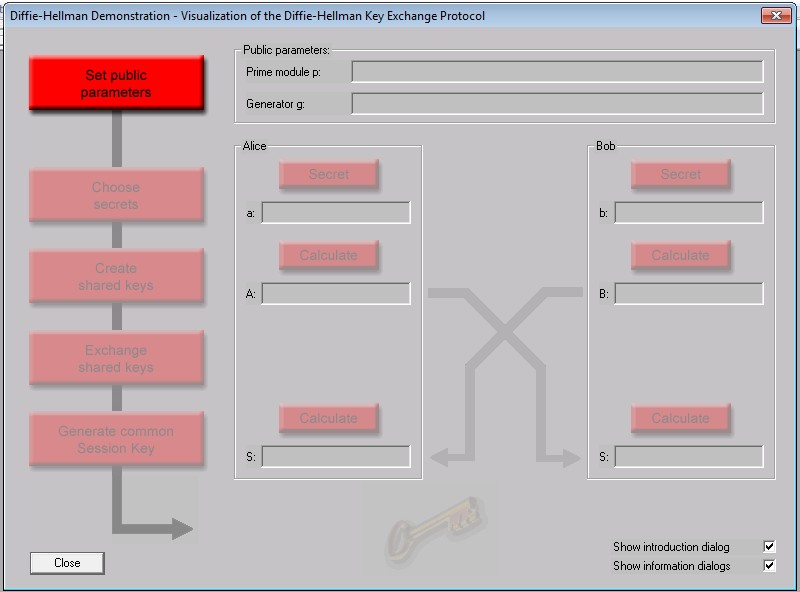 Diffie-Hellman Demonstration - Visualization of the Diffie-Hellman Key Exchange Protocol
Set public
parameters
Choose
secrets
Create
shared keys
Exchange
shared keys
Generate common
Session Key
Close
Public parameters:
Prime module p:
Generator g:
Alice
Secret
a:
Calculate
A:
Calculate
S:
Bob
Secret
b:
Calculate
B:
Calculate
S:
Show introduction dialog
Show information dialogs